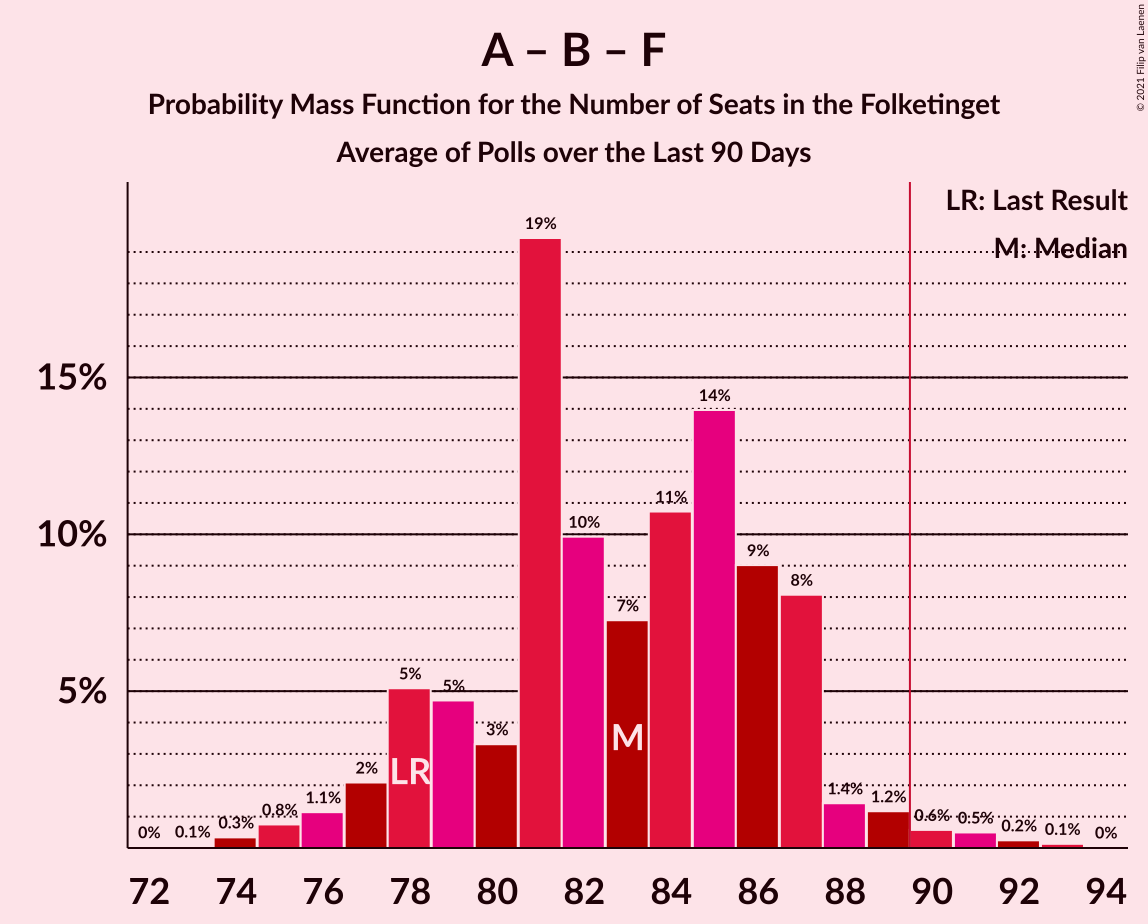 A – B – F
Probability Mass Function for the Number of Seats in the Folketinget
Average of Polls over the Last 90 Days
© 2021 Filip van Laenen
LR: Last Result
M: Median
15%
10%
5%
0%
0.1%
0.3%
0.8%
1.1%
2%
5%
5%
3%
19%
10%
7%
11%
14%
9%
8%
1.4%
1.2%
0.6%
0.5%
0.2%
0.1%
0%
LR
M
72 74 76 78 80 82 84 86 88 90 92 94